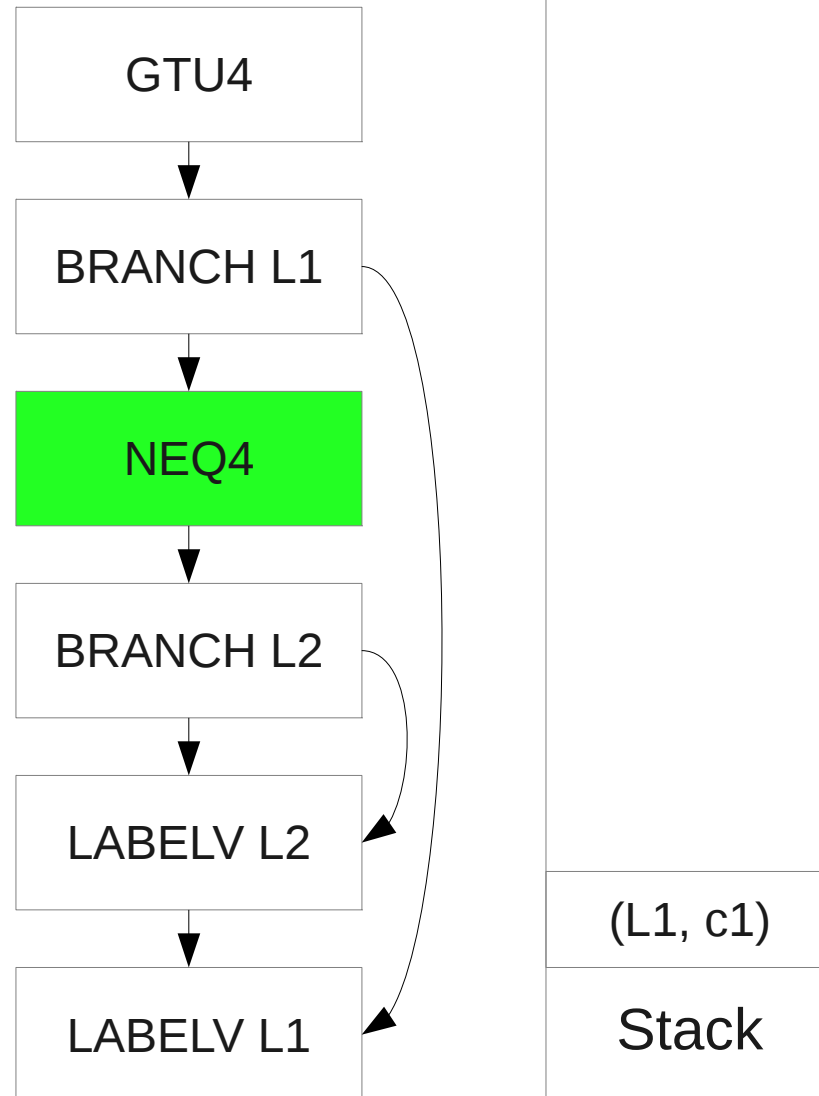 GTU4
BRANCH L1
NEQ4
BRANCH L2
LABELV L2
LABELV L1
(L1, c1)
Stack